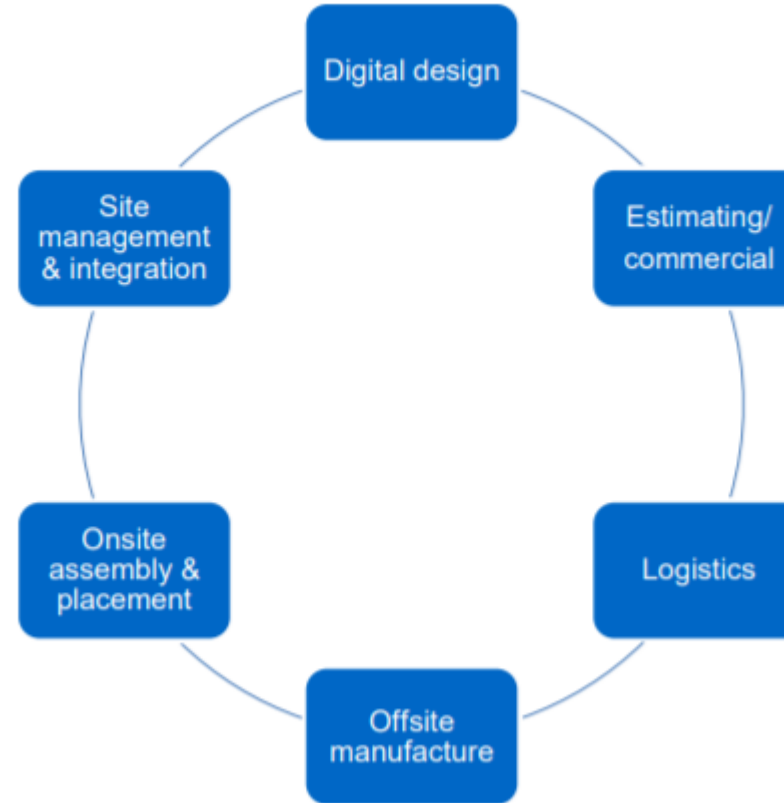 Digital design
Estimating/
commercial
Logistics
Offsite
manufacture
Onsite
assembly &
placement
Site
management
& integration